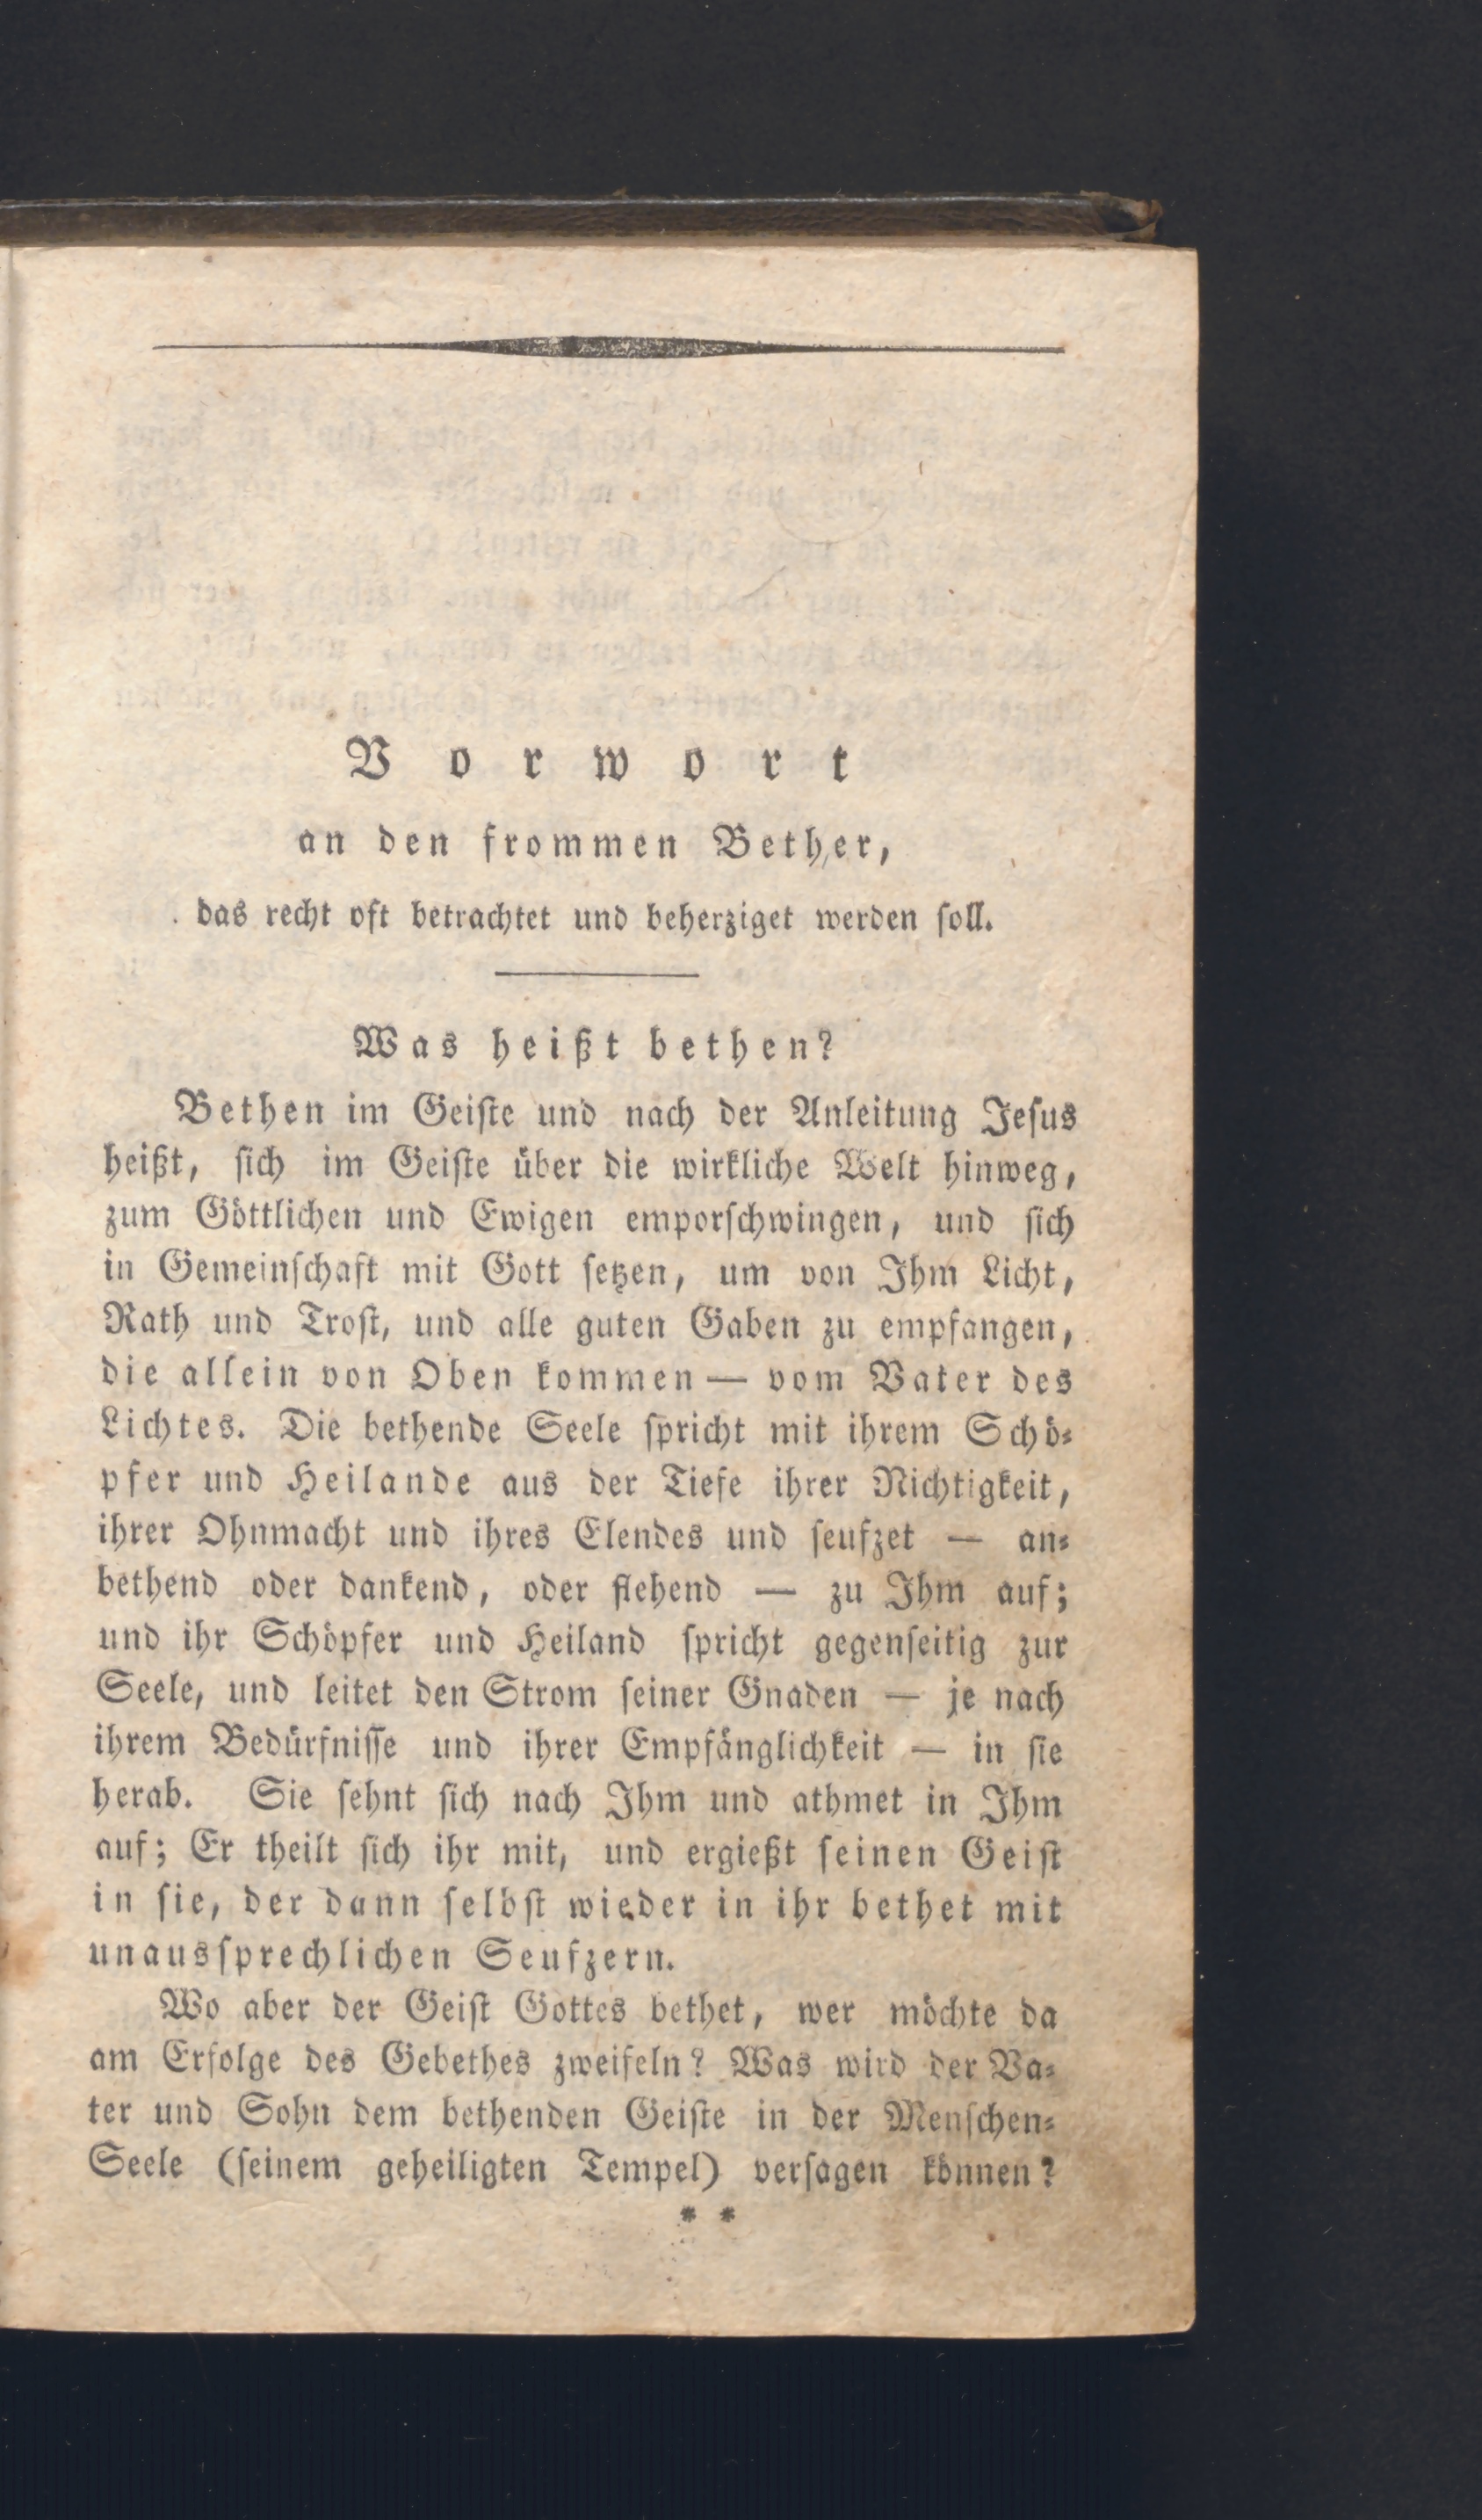 Vorwort
an den frommen Bether,
das recht oft betrachtet und beherziget werden soll.
Was heißt bethen?
Bethen im Geiste und nach der Anleitung Jesus
heißt, sich im Geiste über die wirkliche Welt hinweg,
zum Göttlichen und Ewigen emporschwingen, und sich
in Gemeinschaft mit Gott setzen, um von Ihm Licht,
Rath und Trost, und alle guten Gaben zu empfangen,
die allein von Oben kommen — vom Vater des
Lichtes. Die bethende Seele spricht mit ihrem Schö-
pfer und Heilande aus der Tiefe ihrer Nichtigkeit,
ihrer Ohnmacht und ihres Elendes und seufzet — an-
bethend oder dankend, oder flehend — zu Ihm auf;
und ihr Schöpfer und Heiland spricht gegenseitig zur
Seele, und leitet den Strom seiner Gnaden — je nach
ihrem Bedürfnisse und ihrer Empfänglichkeit — in sie
herab. Sie sehnt sich nach Ihm und athmet in Ihm
auf; Er theilt sich ihr mit, und ergießt seinen Geist
in sie, der dann selbst wieder in ihr bethet mit
unaussprechlichen Seufzern.
Wo aber der Geist Gottes bethet, wer möchte da
am Erfolge des Gebethes zweifeln? Was wird der Va-
ter und Sohn dem bethenden Geiste in der Menschen-
Seele (seinem geheiligten Tempel) versagen können?
* *